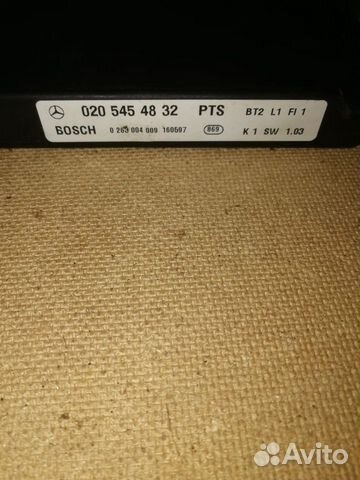 020 545 48 32 PTS BT2 L1 FI 1
BOSCH 0 263 004 009 160597 869 K 1 SW 1.03
Avito